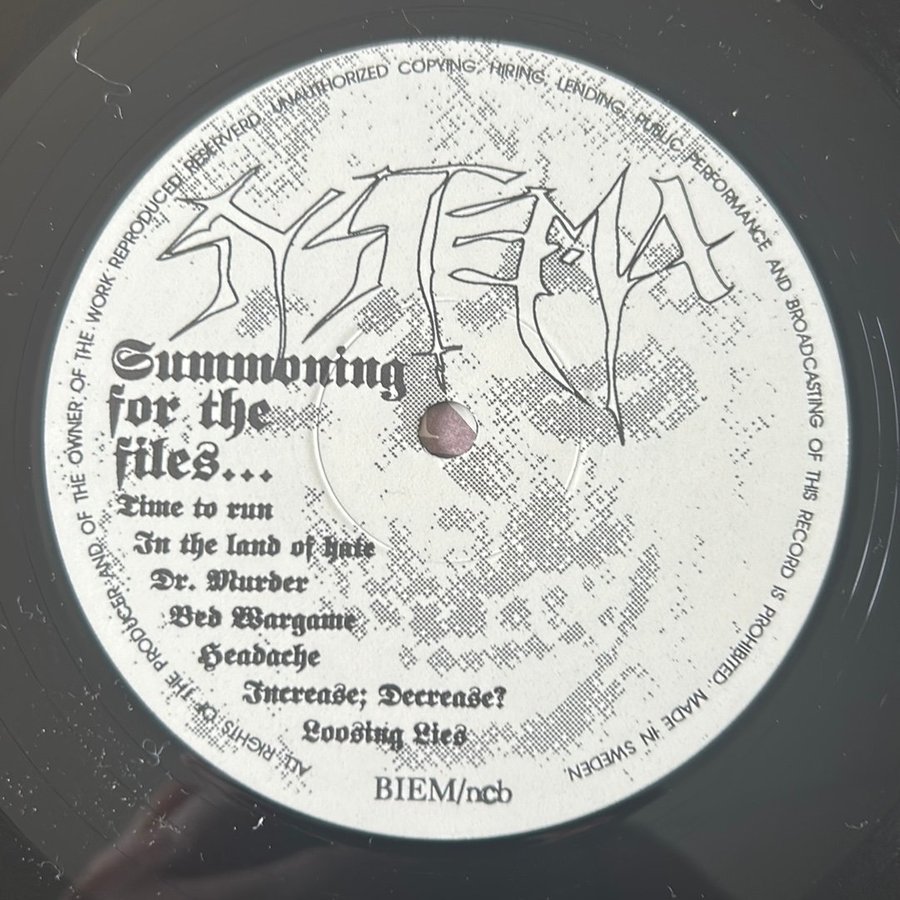 SYSTEMA
Summoning
for the
files...
Time to run
In the land of hate
Dr. Murder
Bed Wargame
Headache
Increase; Decrease?
Loosing Lies
BIEM/ncb
ALL RIGHTS OF THE PRODUCER AND OF THE OWNER OF THE WORK REPRODUCED RESERVERD. UNAUTHORIZED COPYING, HIRING, LENDING, PUBLIC PERFORMANCE AND BROADCASTING OF THIS RECORD IS PROHIBITED. MADE IN SWEDEN.